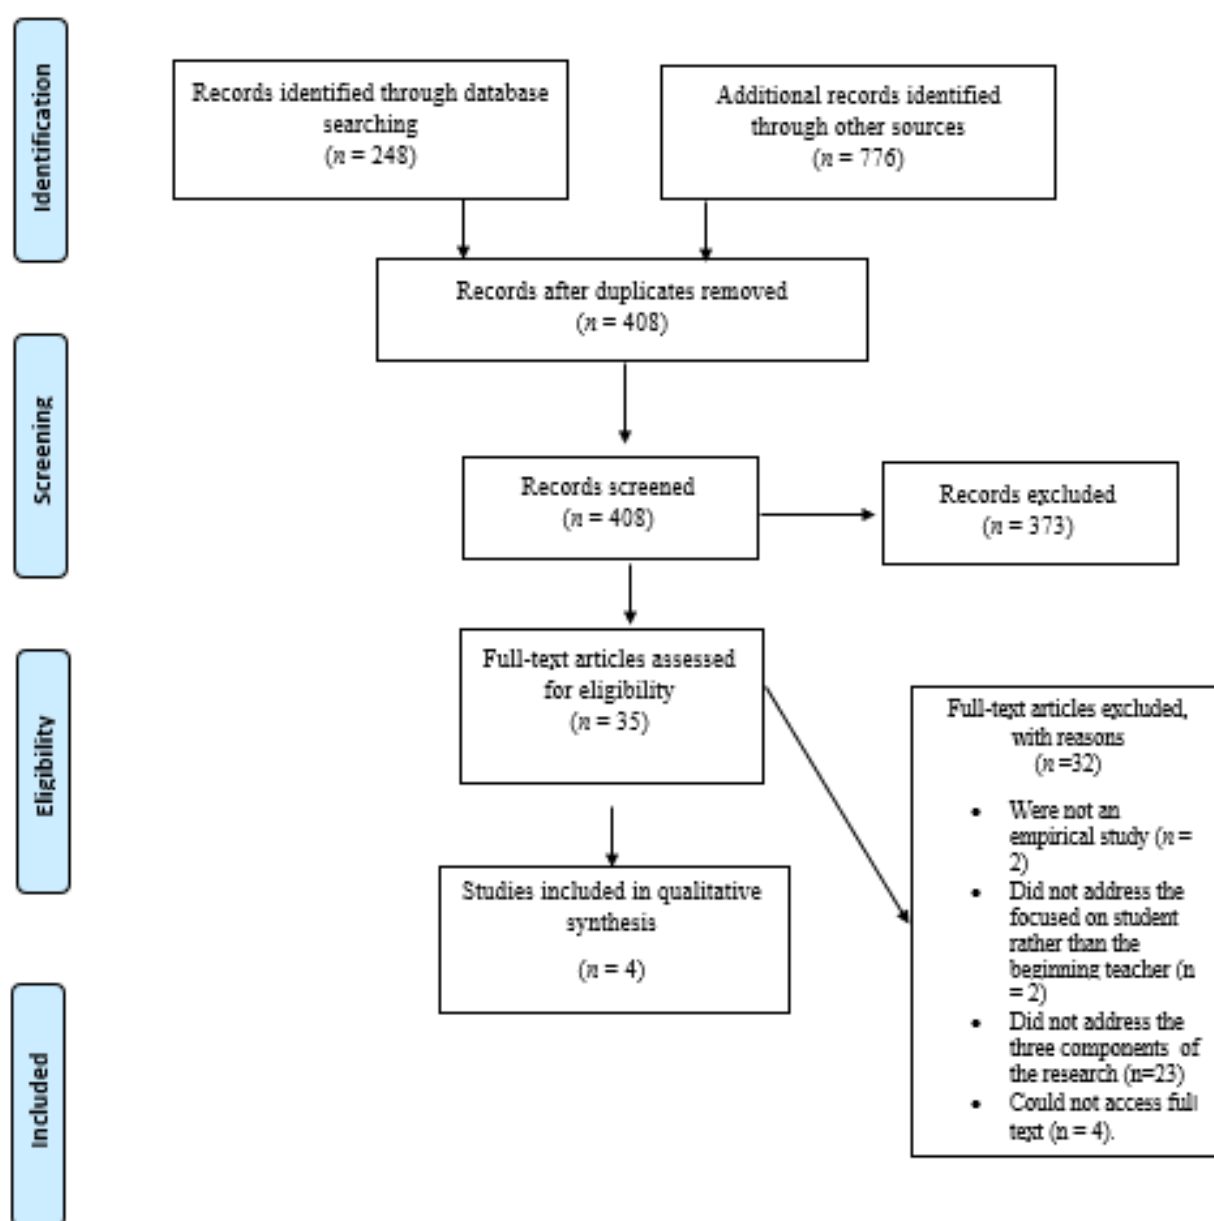 Identification
Records identified through database
searching
(n = 248)
Additional records identified
through other sources
(n = 776)
Records after duplicates removed
(n = 408)
Screening
Records screened
(n = 408)
Records excluded
(n = 373)
Eligibility
Full-text articles assessed
for eligibility
(n = 35)
Full-text articles excluded,
with reasons
(n =32)
• Were not an
empirical study (n =
2)
• Did not address the
focused on student
rather than the
beginning teacher (n
= 2)
• Did not address the
three components of
the research (n=23)
• Could not access full
text (n = 4).
Studies included in qualitative
synthesis
(n = 4)
Included